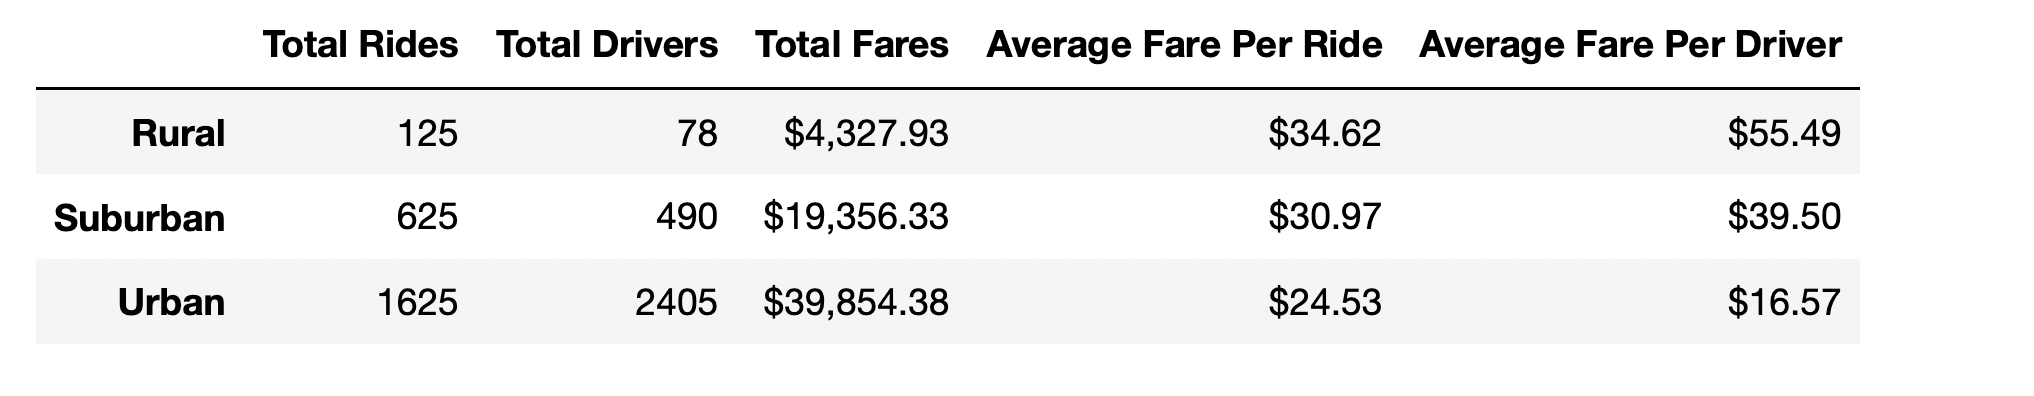 Total Rides Total Drivers Total Fares Average Fare Per Ride Average Fare Per Driver
Rural 125 78 $4,327.93 $34.62 $55.49
Suburban 625 490 $19,356.33 $30.97 $39.50
Urban 1625 2405 $39,854.38 $24.53 $16.57